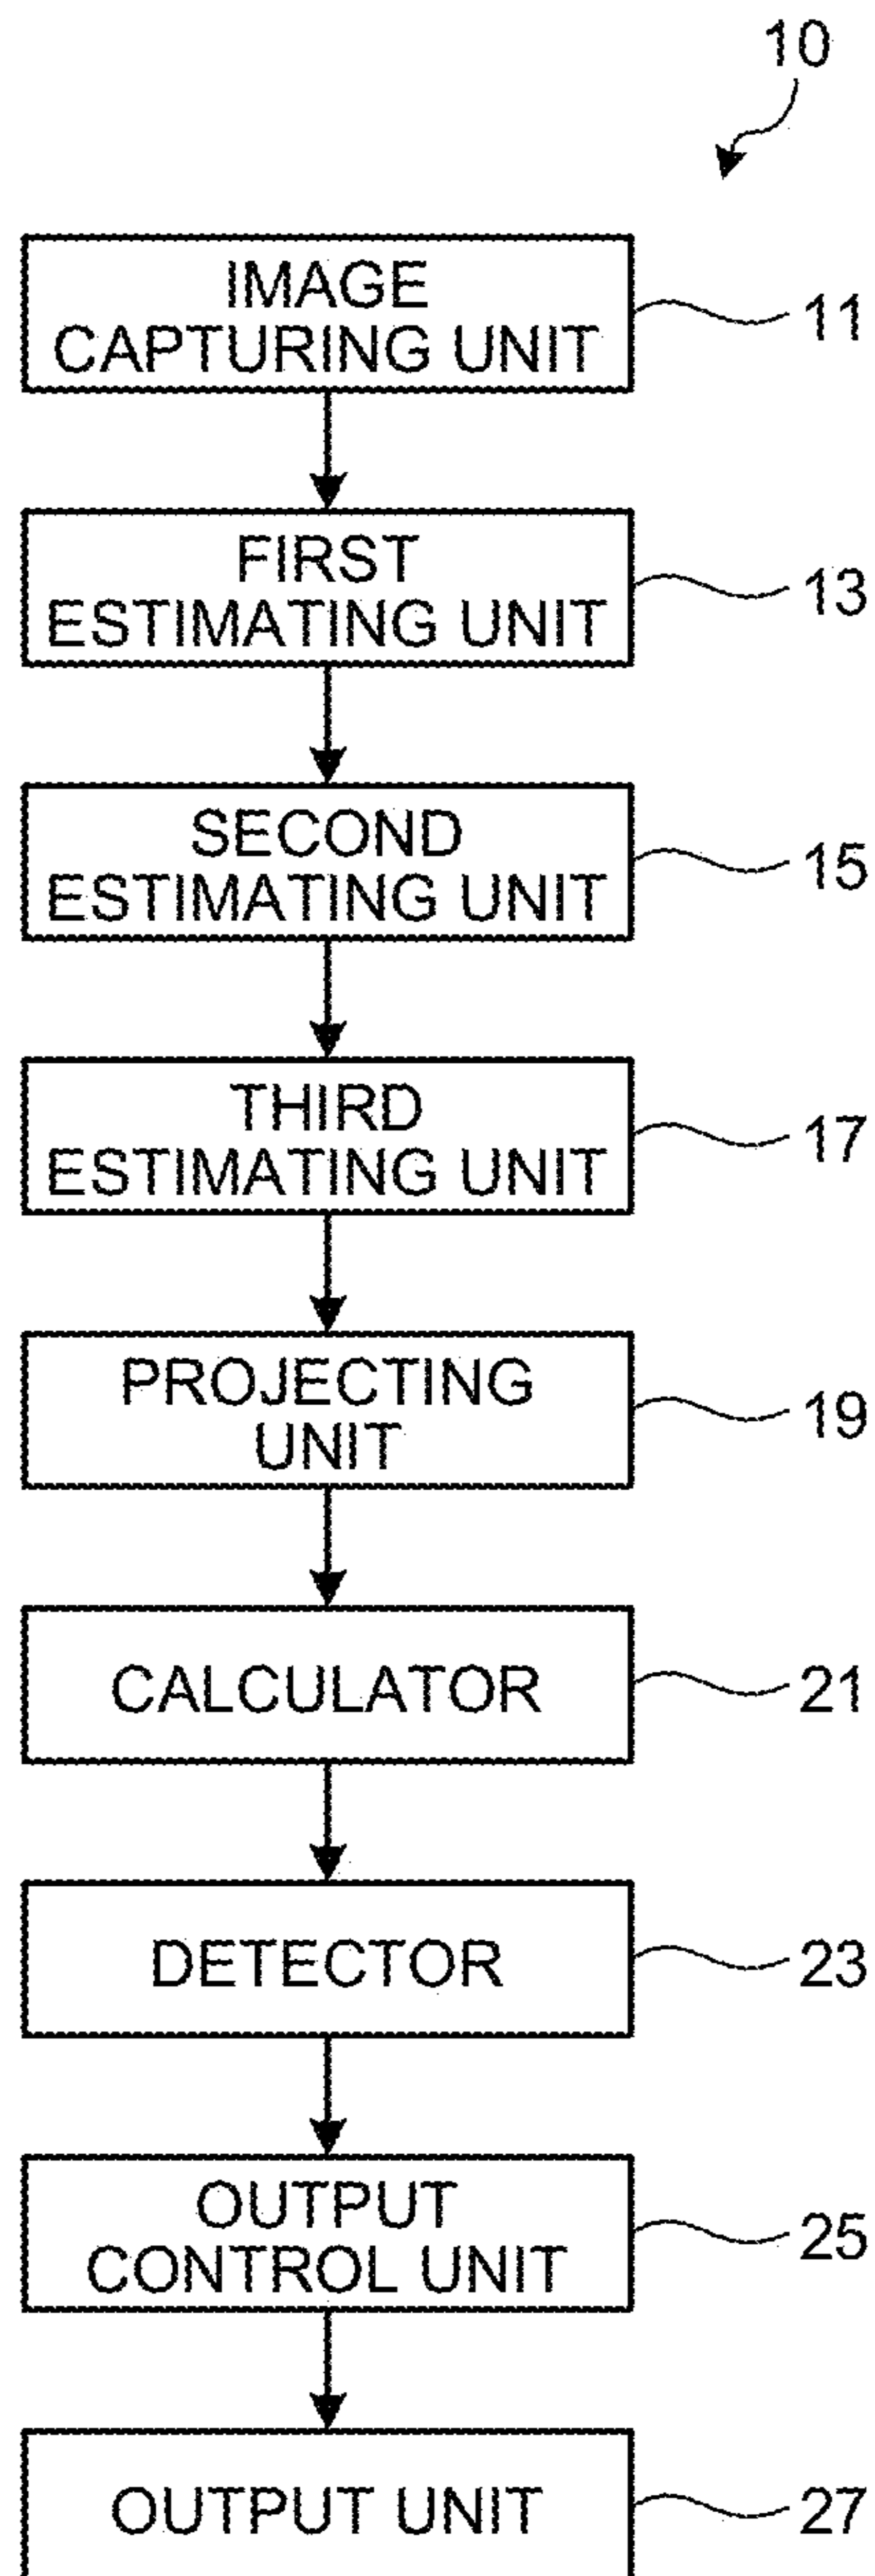 10
IMAGE
CAPTURING UNIT
11
FIRST
ESTIMATING UNIT
13
SECOND
ESTIMATING UNIT
15
THIRD
ESTIMATING UNIT
17
PROJECTING
UNIT
19
CALCULATOR
21
DETECTOR
23
OUTPUT
CONTROL UNIT
25
OUTPUT UNIT
27